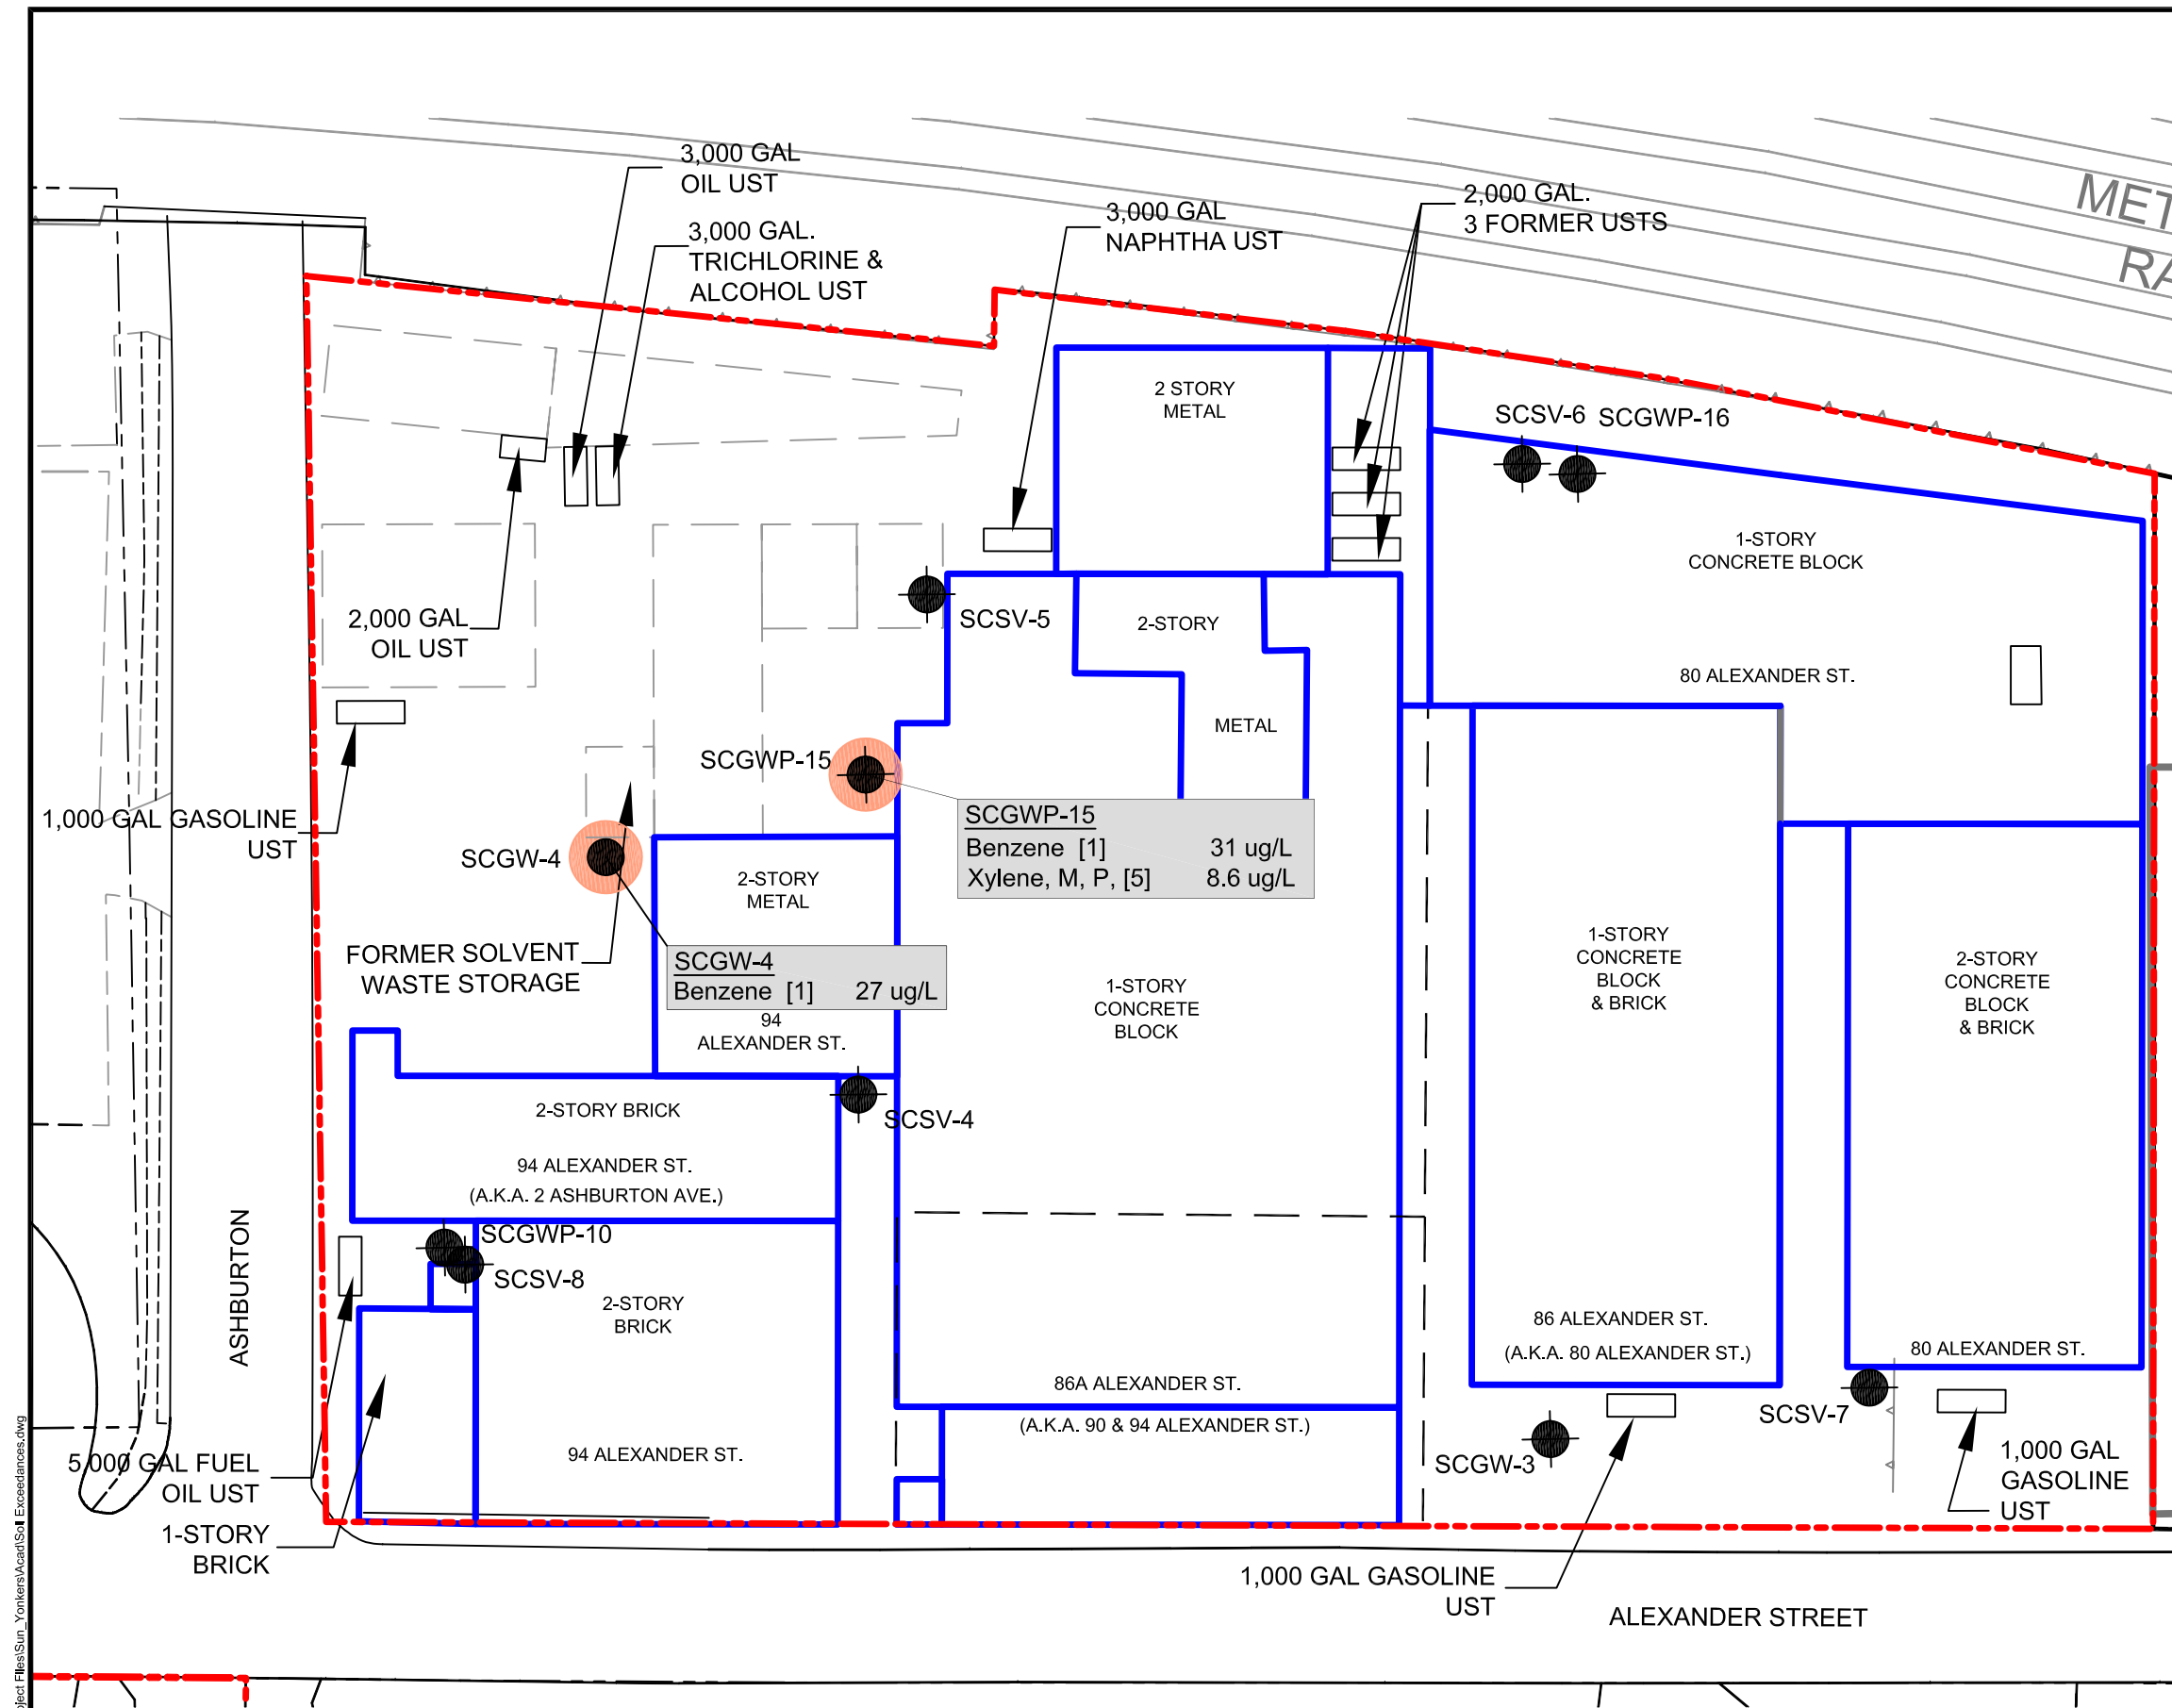 3,000 GAL
OIL UST
3,000 GAL.
TRICHLORINE &
ALCOHOL UST
3,000 GAL
NAPHTHA UST
2,000 GAL.
3 FORMER USTS
2 STORY
METAL
SCSV-6 SCGWP-16
1-STORY
CONCRETE BLOCK
80 ALEXANDER ST.
2,000 GAL
OIL UST
SCSV-5
2-STORY
METAL
SCGWP-15
1,000 GAL GASOLINE
UST
SCGW-4
SCGWP-15
Benzene [1] 31 ug/L
Xylene, M, P, [5] 8.6 ug/L
2-STORY
METAL
FORMER SOLVENT
WASTE STORAGE
SCGW-4
Benzene [1] 27 ug/L
94
ALEXANDER ST.
1-STORY
CONCRETE
BLOCK
1-STORY
CONCRETE
BLOCK
& BRICK
2-STORY
CONCRETE
BLOCK
& BRICK
2-STORY BRICK
SCSV-4
94 ALEXANDER ST.
(A.K.A. 2 ASHBURTON AVE.)
ASHBURTON
SCGWP-10
SCSV-8
2-STORY
BRICK
86 ALEXANDER ST.
(A.K.A. 80 ALEXANDER ST.)
80 ALEXANDER ST.
86A ALEXANDER ST.
(A.K.A. 90 & 94 ALEXANDER ST.)
SCSV-7
94 ALEXANDER ST.
SCGW-3
5,000 GAL FUEL
OIL UST
1,000 GAL
GASOLINE
UST
1-STORY
BRICK
1,000 GAL GASOLINE
UST
ALEXANDER STREET
Files\Sun_Yonkers\Acad\Soil Exceedances.dwg